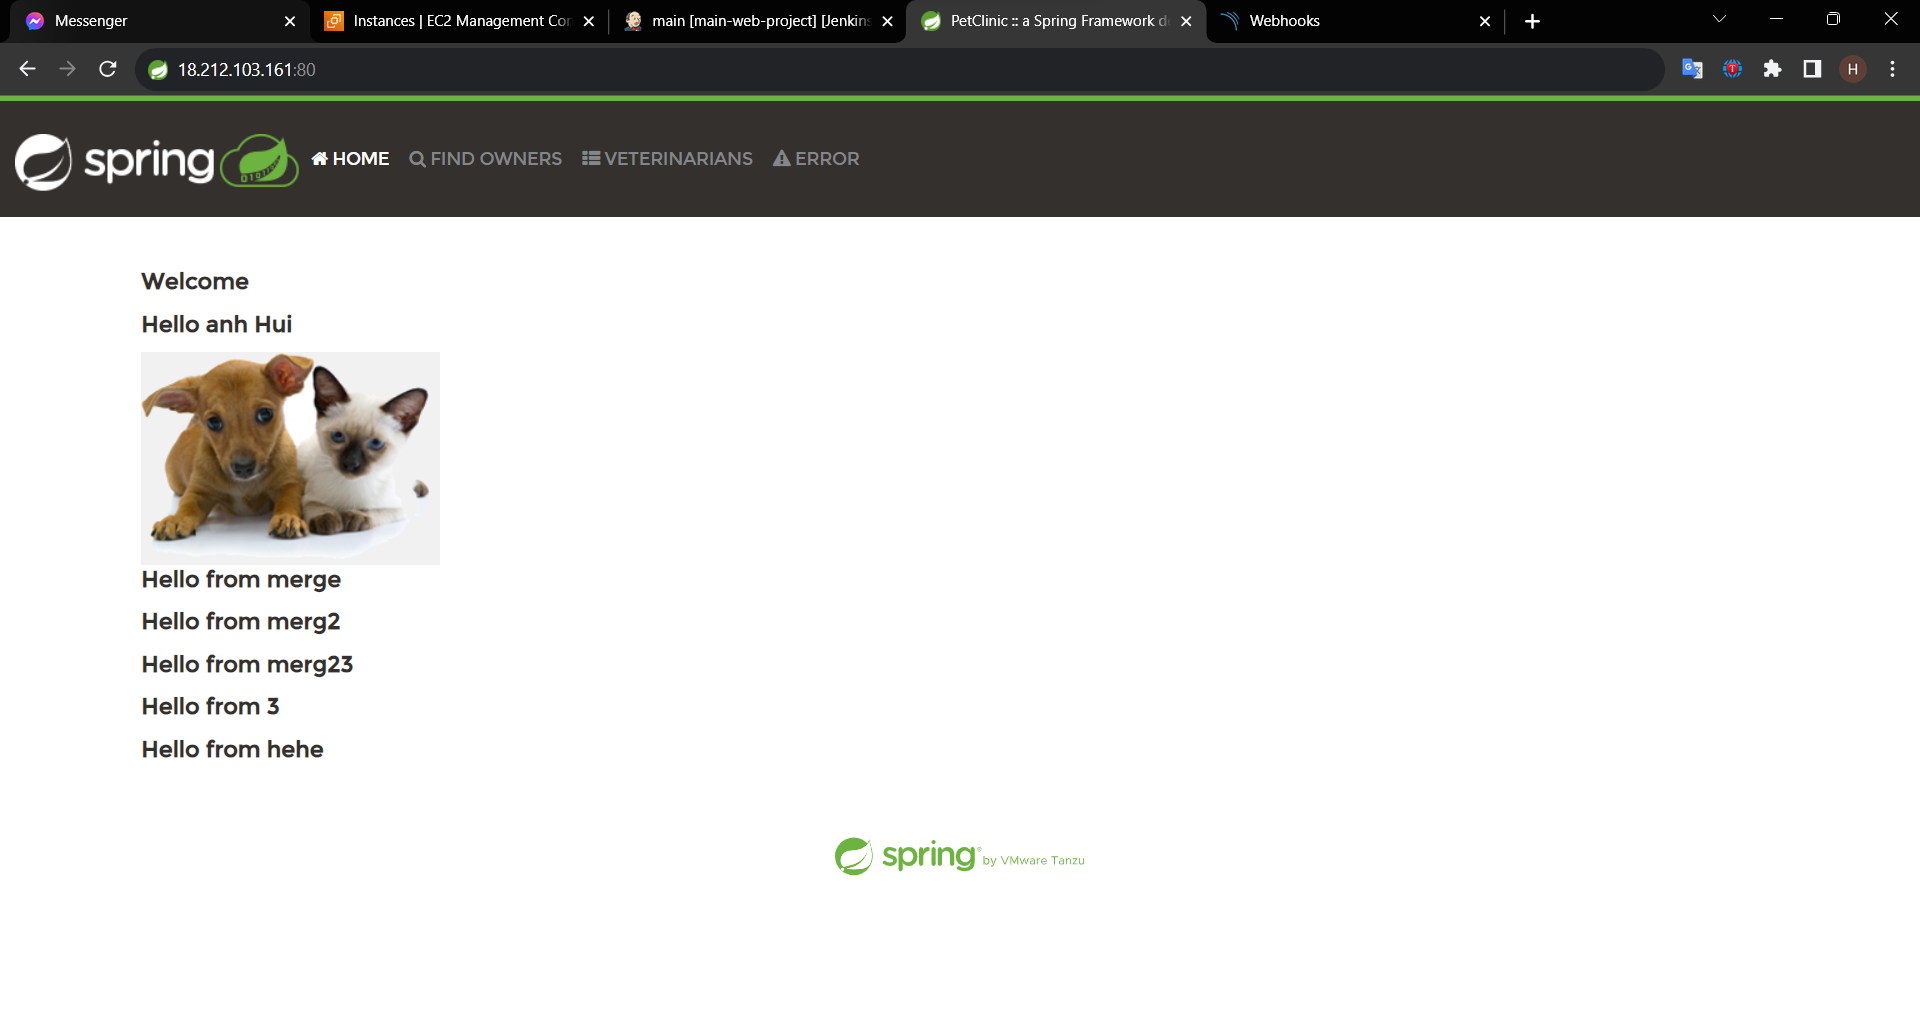 Messenger
Instances | EC2 Management Con
main [main-web-project] [Jenkins
PetClinic :: a Spring Framework d
Webhooks
18.212.103.161:80
H
spring
HOME
FIND OWNERS
VETERINARIANS
ERROR
Welcome
Hello anh Hui
Hello from merge
Hello from merg2
Hello from merg23
Hello from 3
Hello from hehe
spring by VMware Tanzu